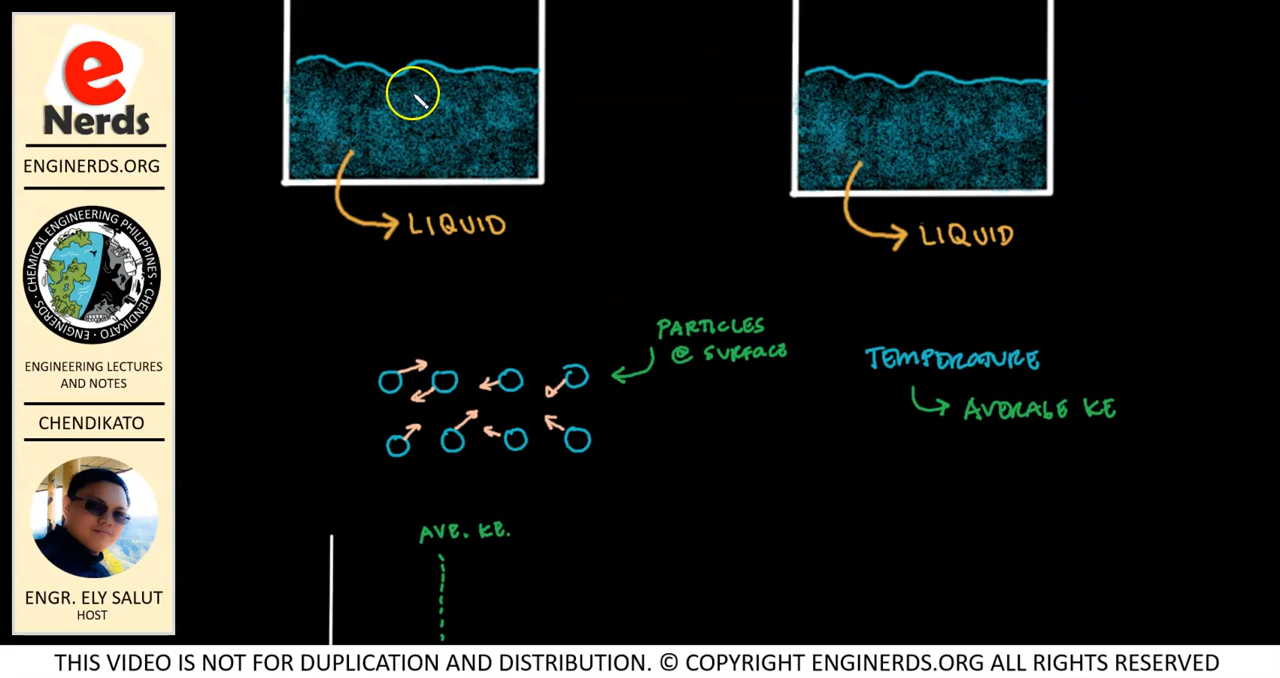 e
Nerds
ENGINERDS.ORG
CHEMICAL ENGINEERING PHILIPPINES
· CHENDIKATO · ENGINERDS ·
ENGINEERING LECTURES
AND NOTES
CHENDIKATO
ENGR. ELY SALUT
HOST
LIQUID
LIQUID
PARTICLES
@ SURFACE
TEMPERATURE
AVERAGE KE
AVE. KE.
THIS VIDEO IS NOT FOR DUPLICATION AND DISTRIBUTION. © COPYRIGHT ENGINERDS.ORG ALL RIGHTS RESERVED